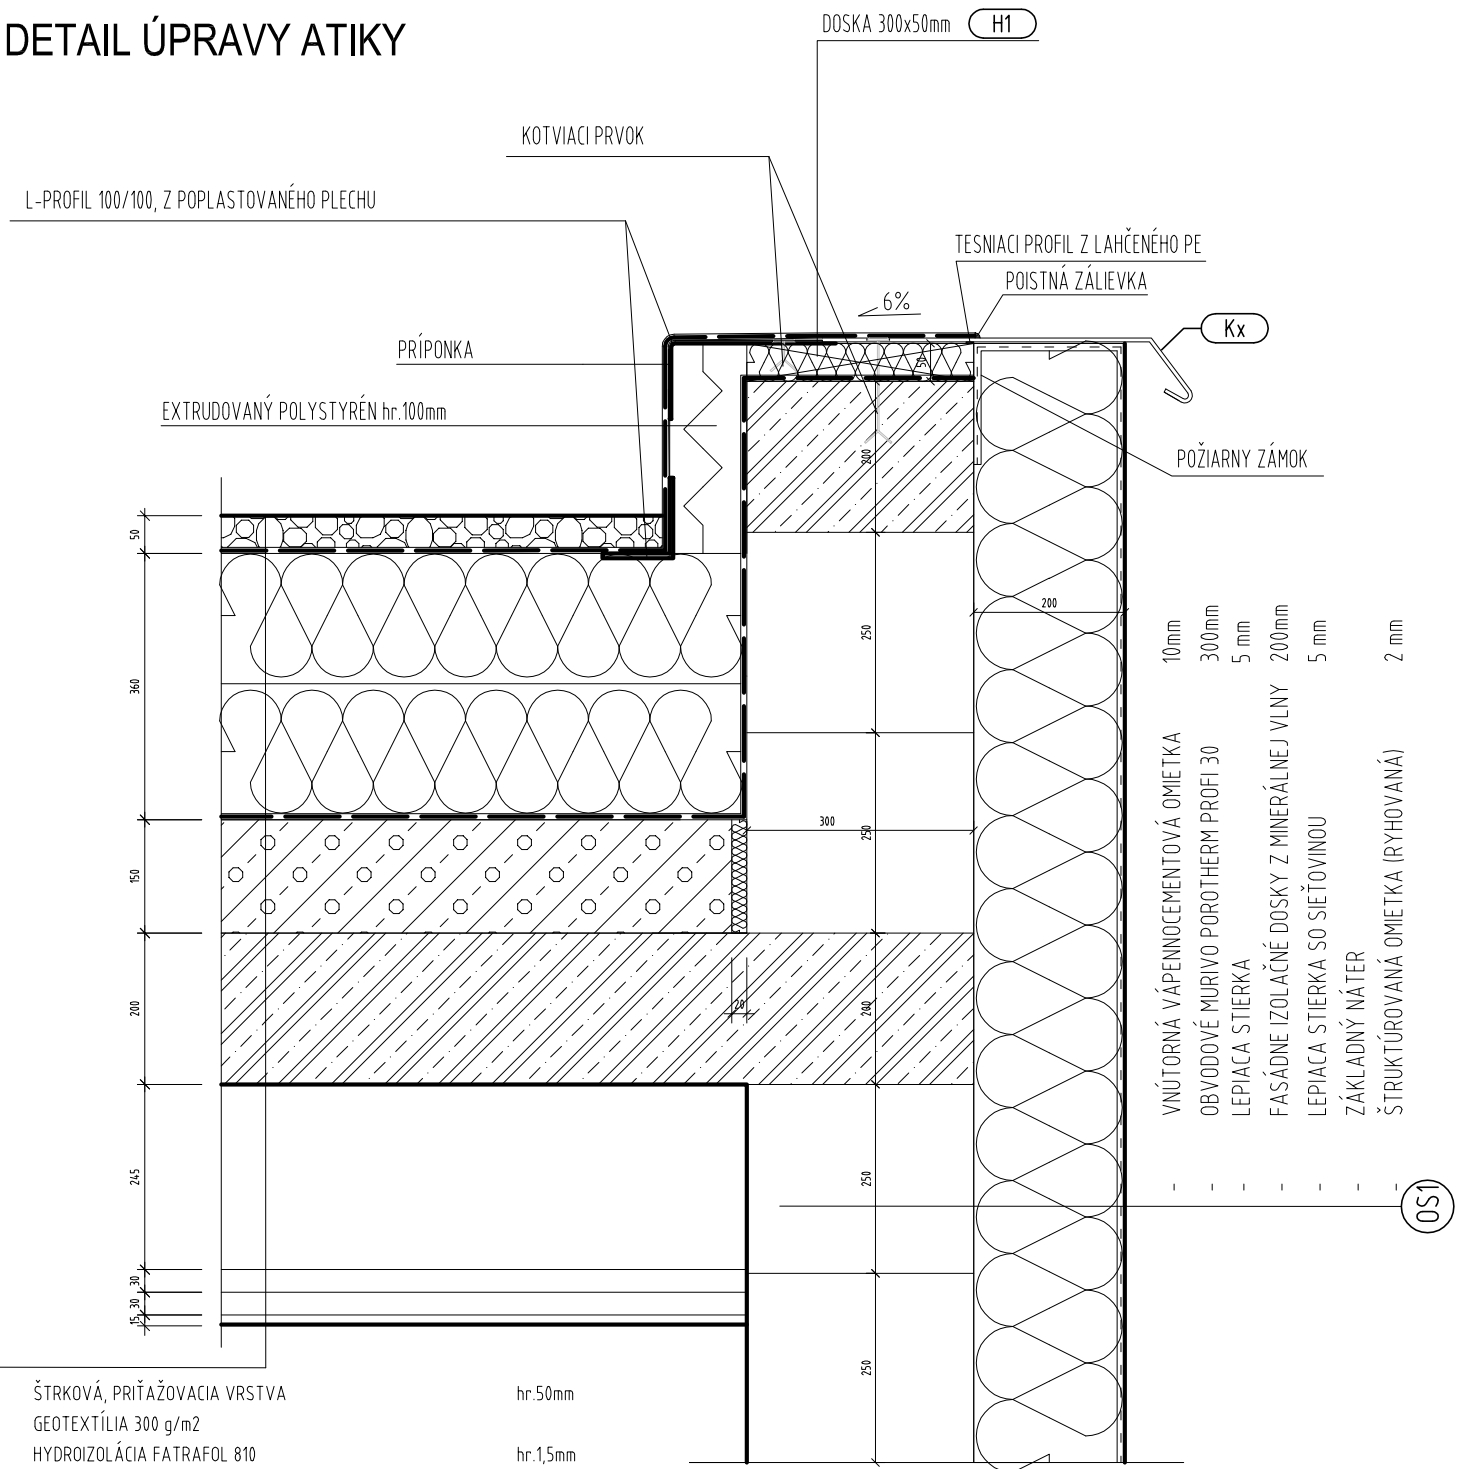 DETAIL ÚPRAVY ATIKY
DOSKA 300x50mm H1
KOTVIACI PRVOK
L-PROFIL 100/100, Z POPLASTOVANÉHO PLECHU
TESNIACI PROFIL Z LAHČENÉHO PE
POISTNÁ ZÁLIEVKA
6%
Kx
PRÍPONKA
50
EXTRUDOVANÝ POLYSTYRÉN hr.100mm
POŽIARNY ZÁMOK
200
50
250
200
360
300
250
150
200
20
200
245
250
30
30
15
250
- VNÚTORNÁ VÁPENNOCEMENTOVÁ OMIETKA 10mm
- OBVODOVÉ MURIVO POROTHERM PROFI 30 300mm
- LEPIACA STIERKA 5 mm
- FASÁDNE IZOLAČNÉ DOSKY Z MINERÁLNEJ VLNY 200mm
- LEPIACA STIERKA SO SIEŤOVINOU 5 mm
- ZÁKLADNÝ NÁTER
- ŠTRUKTÚROVANÁ OMIETKA (RYHOVANÁ) 2 mm
OS1
ŠTRKOVÁ, PRIŤAŽOVACIA VRSTVA hr.50mm
GEOTEXTÍLIA 300 g/m2
HYDROIZOLÁCIA FATRAFOL 810 hr.1,5mm